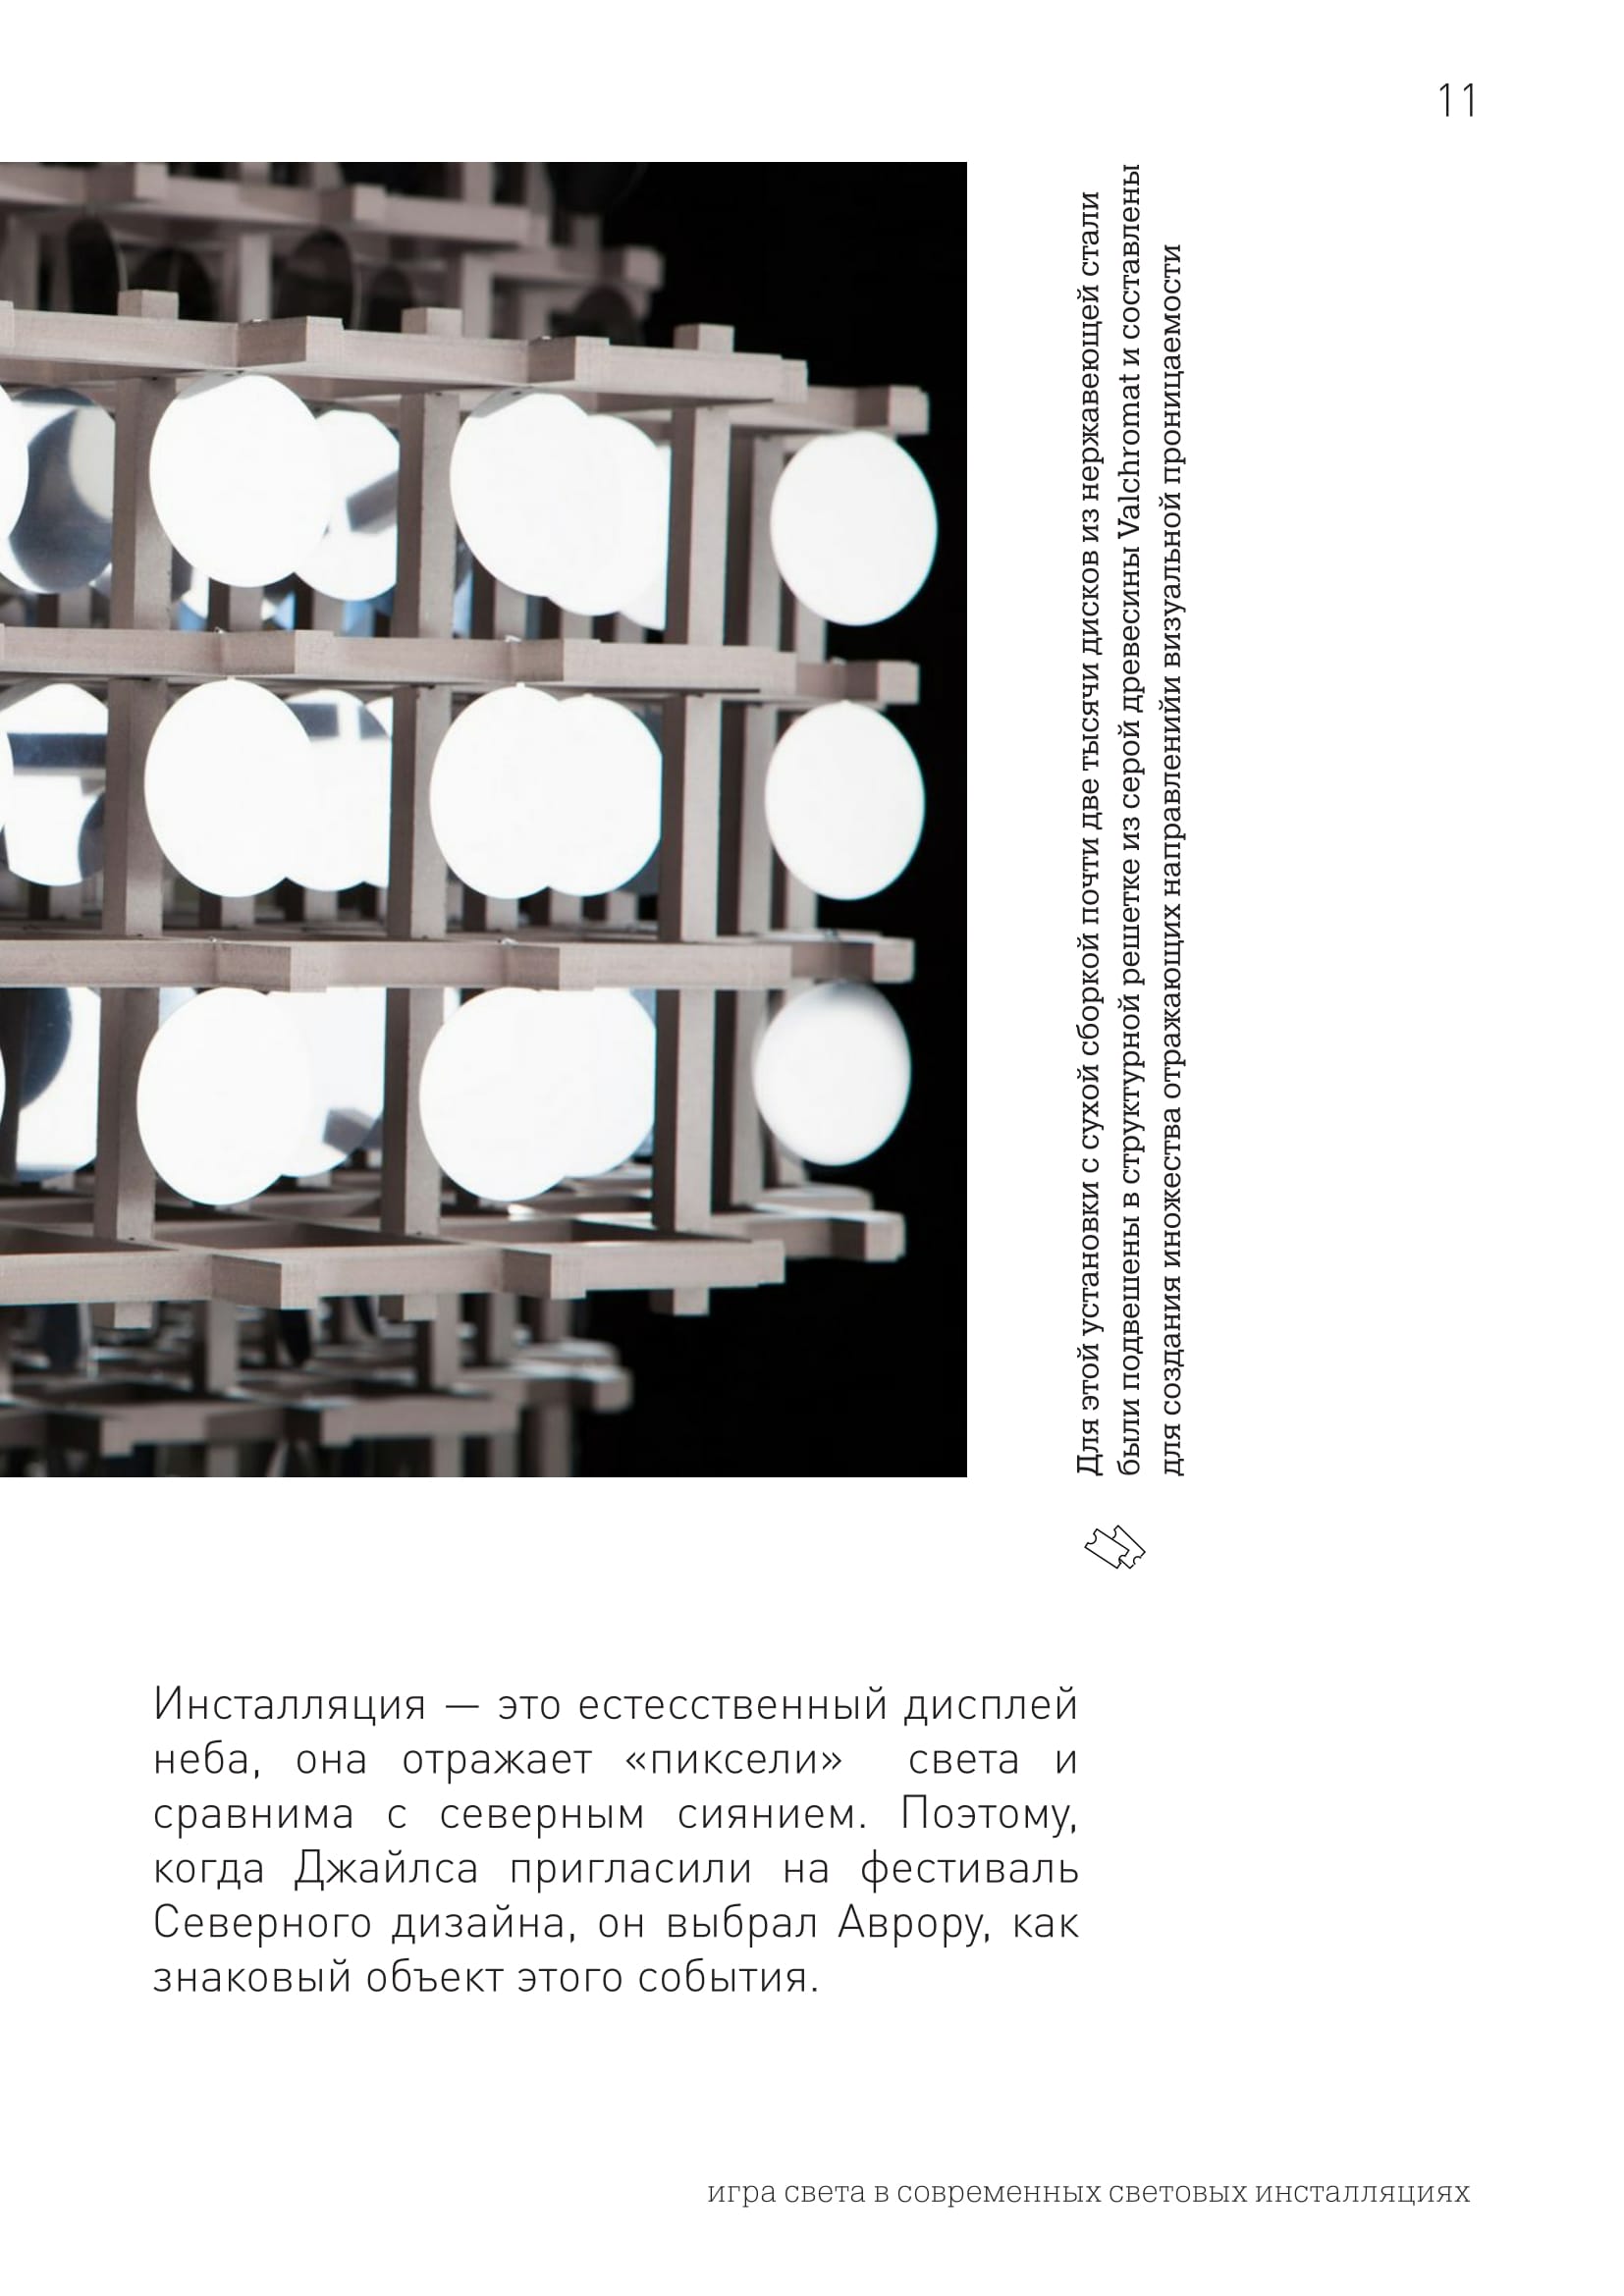 11
Для этой установки с сухой сборкой почти две тысячи дисков из нержавеющей стали
были подвешены в структурной решетке из серой древесины Valchromat и составлены
для создания иножества отражающих направленийи визуальной проницаемости
Инсталляция — это естесственный дисплей
неба, она отражает «пиксели» света и
сравнима с северным сиянием. Поэтому,
когда Джайлса пригласили на фестиваль
Северного дизайна, он выбрал Аврору, как
знаковый объект этого события.
игра света в современных световых инсталляциях